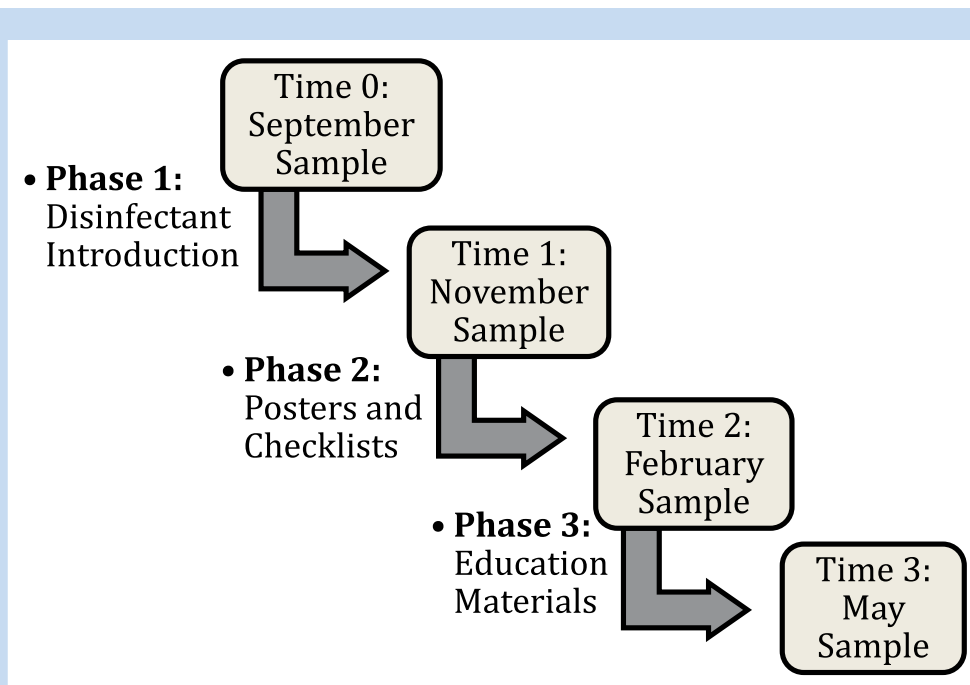 Time 0:
September
Sample
• Phase 1:
Disinfectant
Introduction
Time 1:
November
Sample
• Phase 2:
Posters and
Checklists
Time 2:
February
Sample
• Phase 3:
Education
Materials
Time 3:
May
Sample